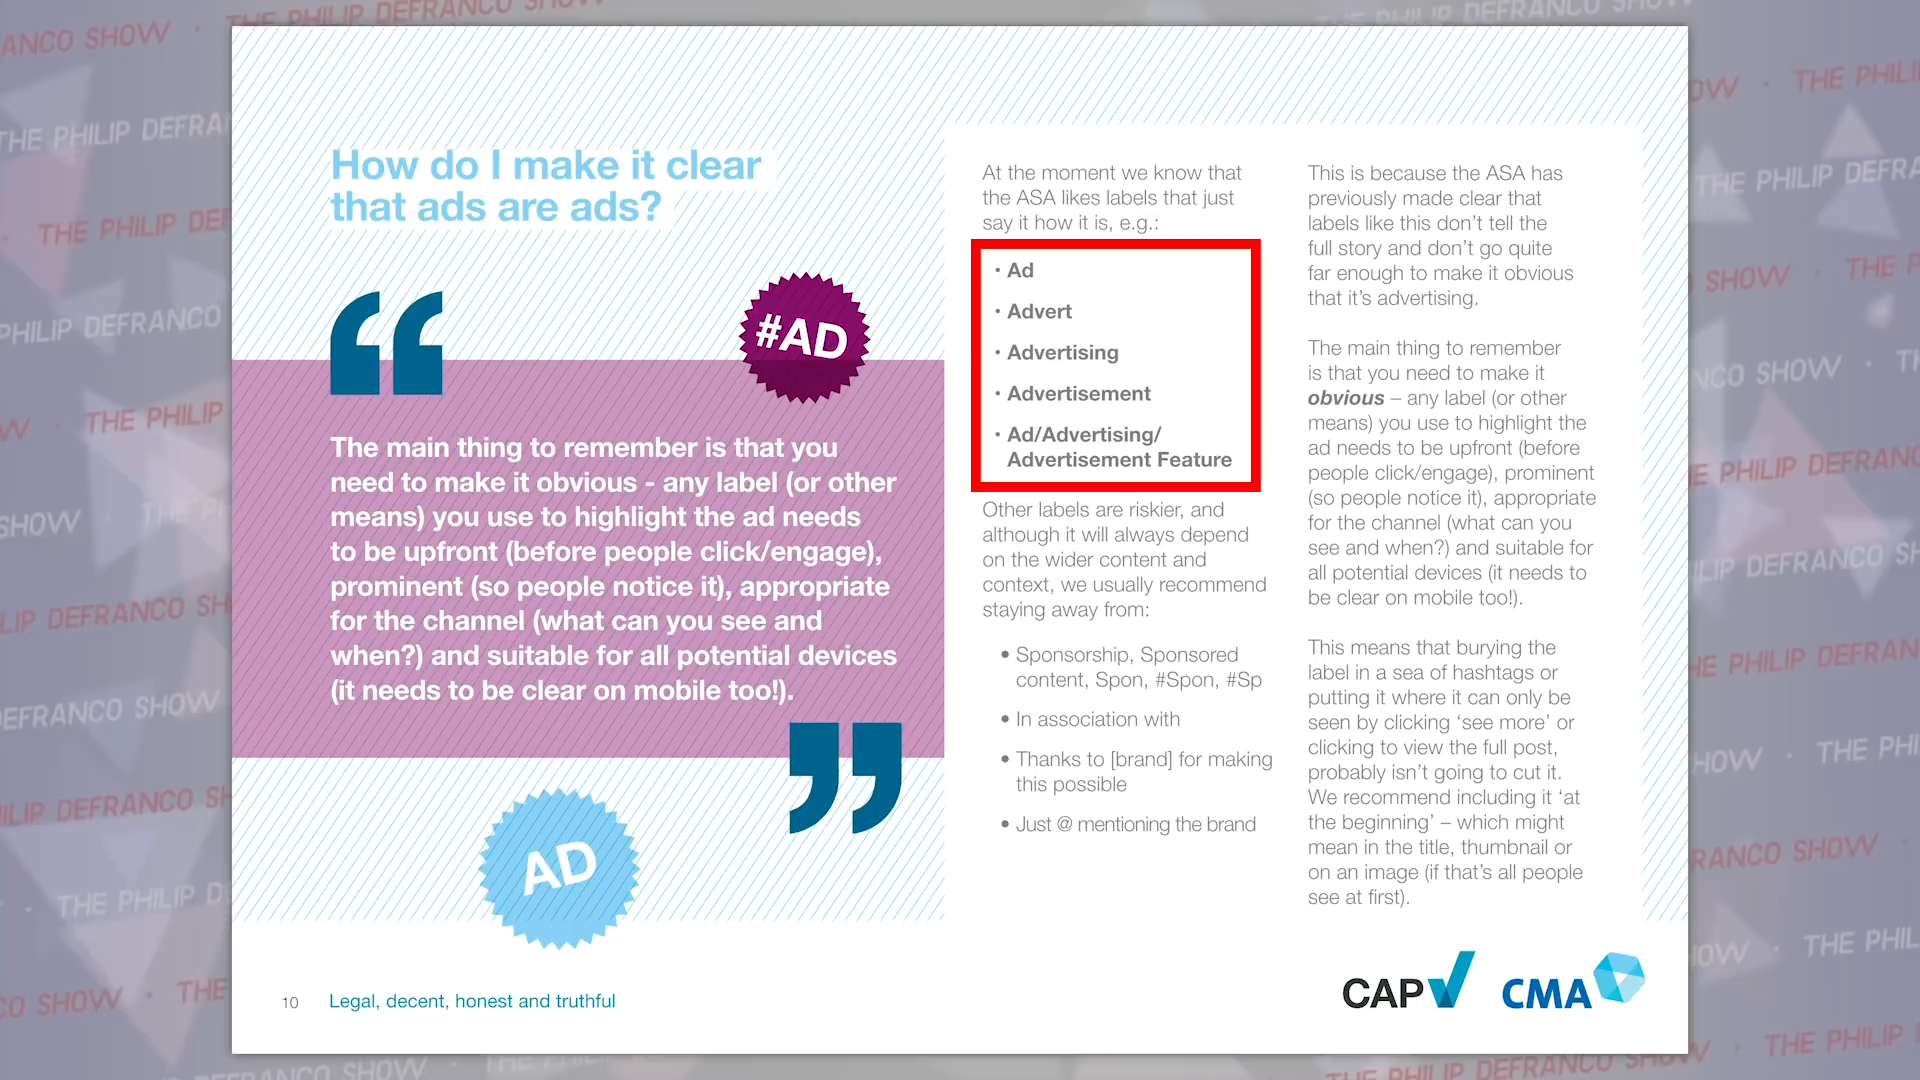 How do I make it clear
that ads are ads?
#AD
The main thing to remember is that you
need to make it obvious - any label (or other
means) you use to highlight the ad needs
to be upfront (before people click/engage),
prominent (so people notice it), appropriate
for the channel (what can you see and
when?) and suitable for all potential devices
(it needs to be clear on mobile too!).
AD
At the moment we know that
the ASA likes labels that just
say it how it is, e.g.:
· Ad
· Advert
· Advertising
· Advertisement
· Ad/Advertising/
Advertisement Feature
Other labels are riskier, and
although it will always depend
on the wider content and
context, we usually recommend
staying away from:
• Sponsorship, Sponsored
content, Spon, #Spon, #Sp
• In association with
• Thanks to [brand] for making
this possible
• Just @ mentioning the brand
This is because the ASA has
previously made clear that
labels like this don’t tell the
full story and don’t go quite
far enough to make it obvious
that it’s advertising.
The main thing to remember
is that you need to make it
obvious – any label (or other
means) you use to highlight the
ad needs to be upfront (before
people click/engage), prominent
(so people notice it), appropriate
for the channel (what can you
see and when?) and suitable for
all potential devices (it needs to
be clear on mobile too!).
This means that burying the
label in a sea of hashtags or
putting it where it can only be
seen by clicking ‘see more’ or
clicking to view the full post,
probably isn’t going to cut it.
We recommend including it ‘at
the beginning’ – which might
mean in the title, thumbnail or
on an image (if that’s all people
see at first).
10 Legal, decent, honest and truthful
CAP
CMA
THE PHILIP DEFRANCO SHOW